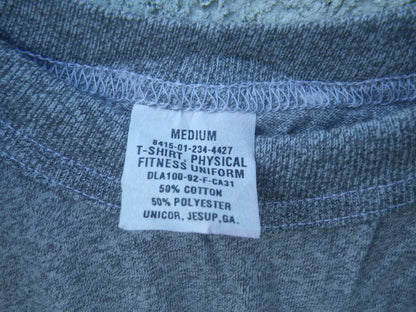 MEDIUM
8415-01-234-4427
T-SHIRT, PHYSICAL
FITNESS UNIFORM
DLA100-92-F-CA31
50% COTTON
50% POLYESTER
UNICOR, JESUP,GA.